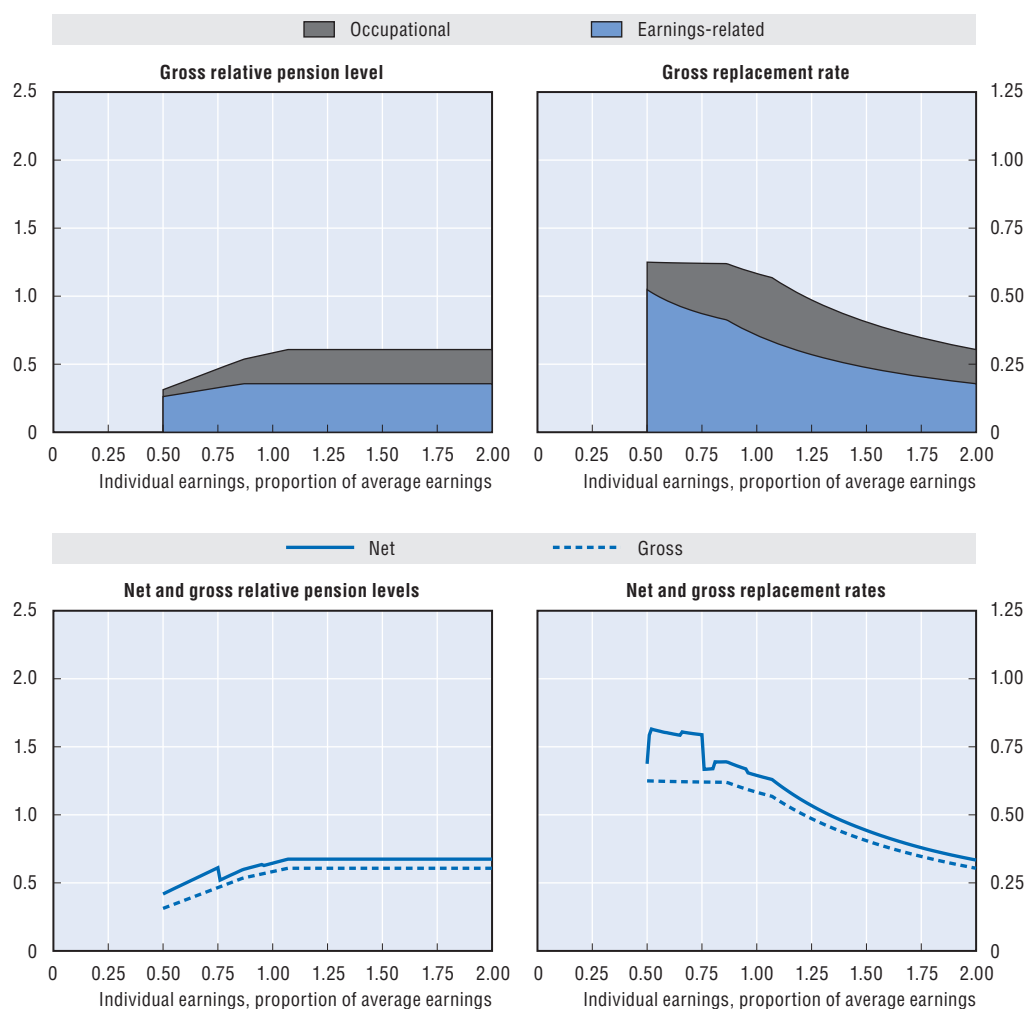 Occupational Earnings-related
Gross relative pension level
2.5
2.0
1.5
1.0
0.5
0
0 0.25 0.50 0.75 1.00 1.25 1.50 1.75 2.00
Individual earnings, proportion of average earnings
Gross replacement rate
1.25
1.00
0.75
0.50
0.25
0
0 0.25 0.50 0.75 1.00 1.25 1.50 1.75 2.00
Individual earnings, proportion of average earnings
Net Gross
Net and gross relative pension levels
2.5
2.0
1.5
1.0
0.5
0
0 0.25 0.50 0.75 1.00 1.25 1.50 1.75 2.00
Individual earnings, proportion of average earnings
Net and gross replacement rates
1.25
1.00
0.75
0.50
0.25
0
0 0.25 0.50 0.75 1.00 1.25 1.50 1.75 2.00
Individual earnings, proportion of average earnings